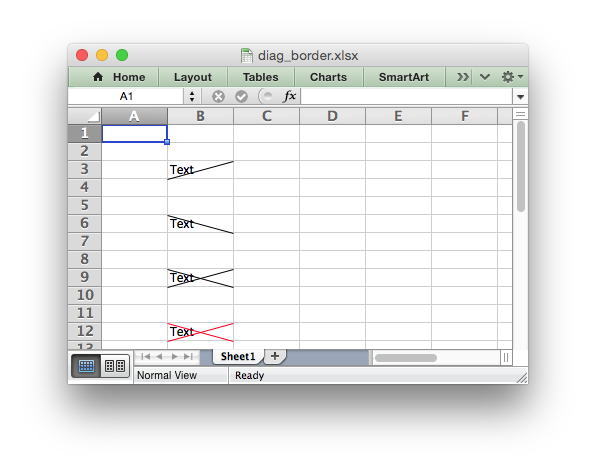 diag_border.xlsx
Home Layout Tables Charts SmartArt
A1 fx
A B C D E F
1
2
3 Text
4
5
6 Text
7
8
9 Text
10
11
12 Text
13
Sheet1
Normal View Ready